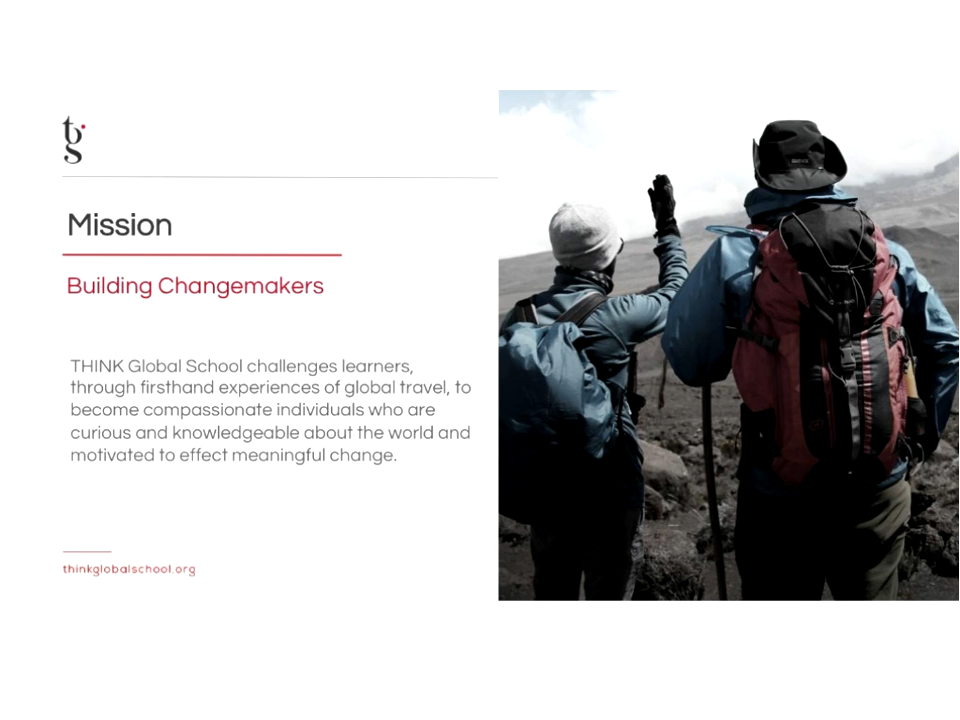 tgs
Mission
Building Changemakers
THINK Global School challenges learners,
through firsthand experiences of global travel, to
become compassionate individuals who are
curious and knowledgeable about the world and
motivated to effect meaningful change.
thinkglobalschool.org